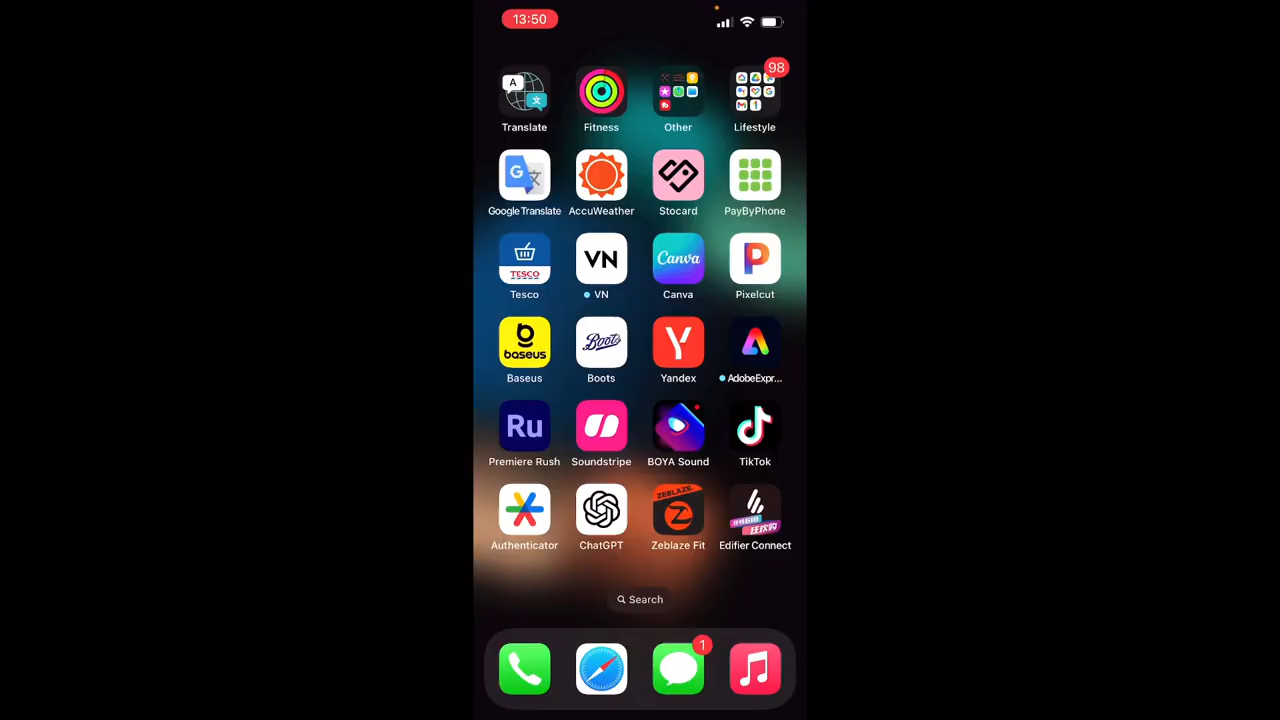 13:50
98
A
文
Translate
Fitness
Other
Lifestyle
G
文
Google Translate
AccuWeather
Stocard
PayByPhone
TESCO
VN
Canva
P
Tesco
VN
Canva
Pixelcut
baseus
Boots
Y
Baseus
Boots
Yandex
AdobeExpr...
Ru
Premiere Rush
Soundstripe
BOYA Sound
TikTok
ZEBLAZE
Z
Authenticator
ChatGPT
Zeblaze Fit
Edifier Connect
Search
1